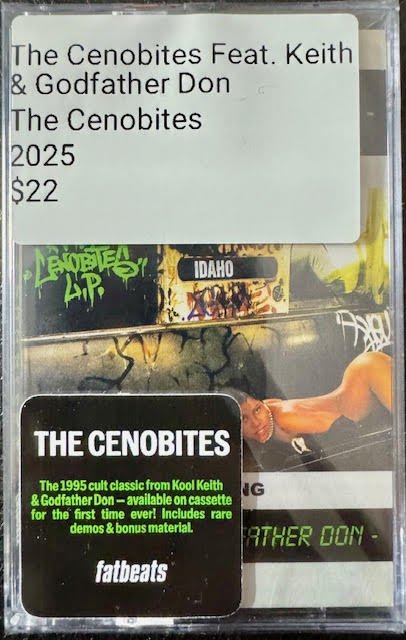 The Cenobites Feat. Keith
& Godfather Don
The Cenobites
2025
$22
CENOBITES
L.P.
IDAHO
THE CENOBITES
The 1995 cult classic from Kool Keith
& Godfather Don — available on cassette
for the first time ever! Includes rare
demos & bonus material.
fatbeats
NG
FATHER DON -